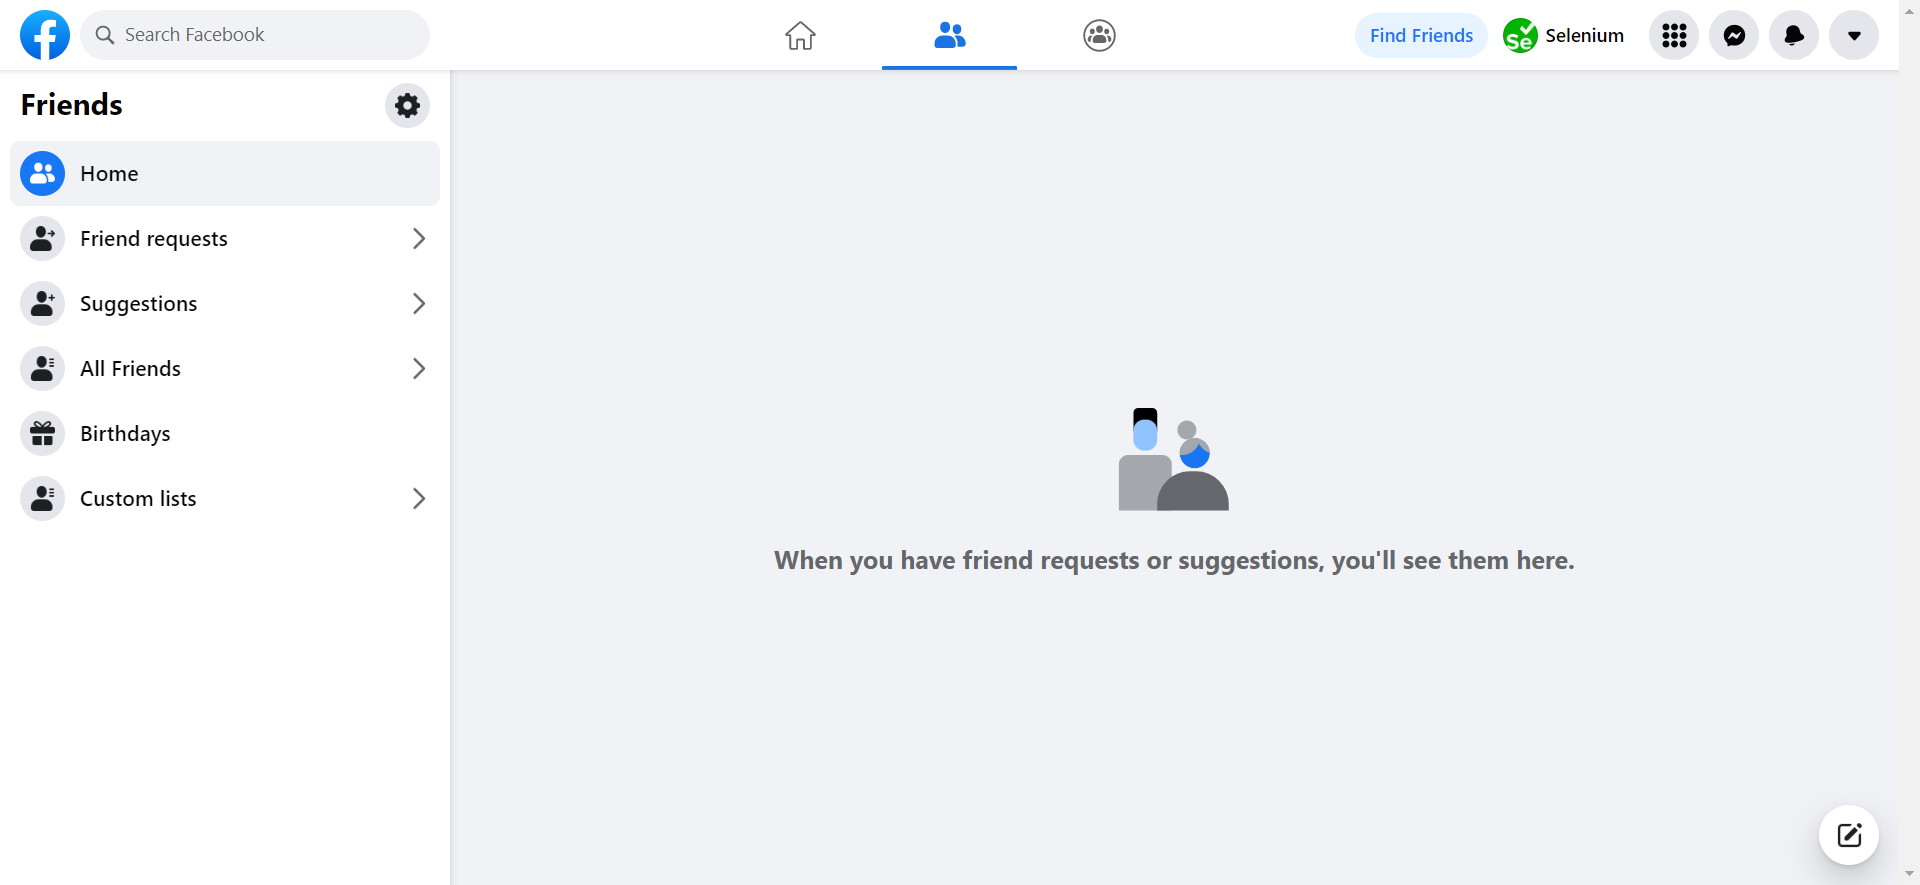 Search Facebook
Find Friends
Se Selenium
Friends
Home
Friend requests
Suggestions
All Friends
Birthdays
Custom lists
When you have friend requests or suggestions, you'll see them here.